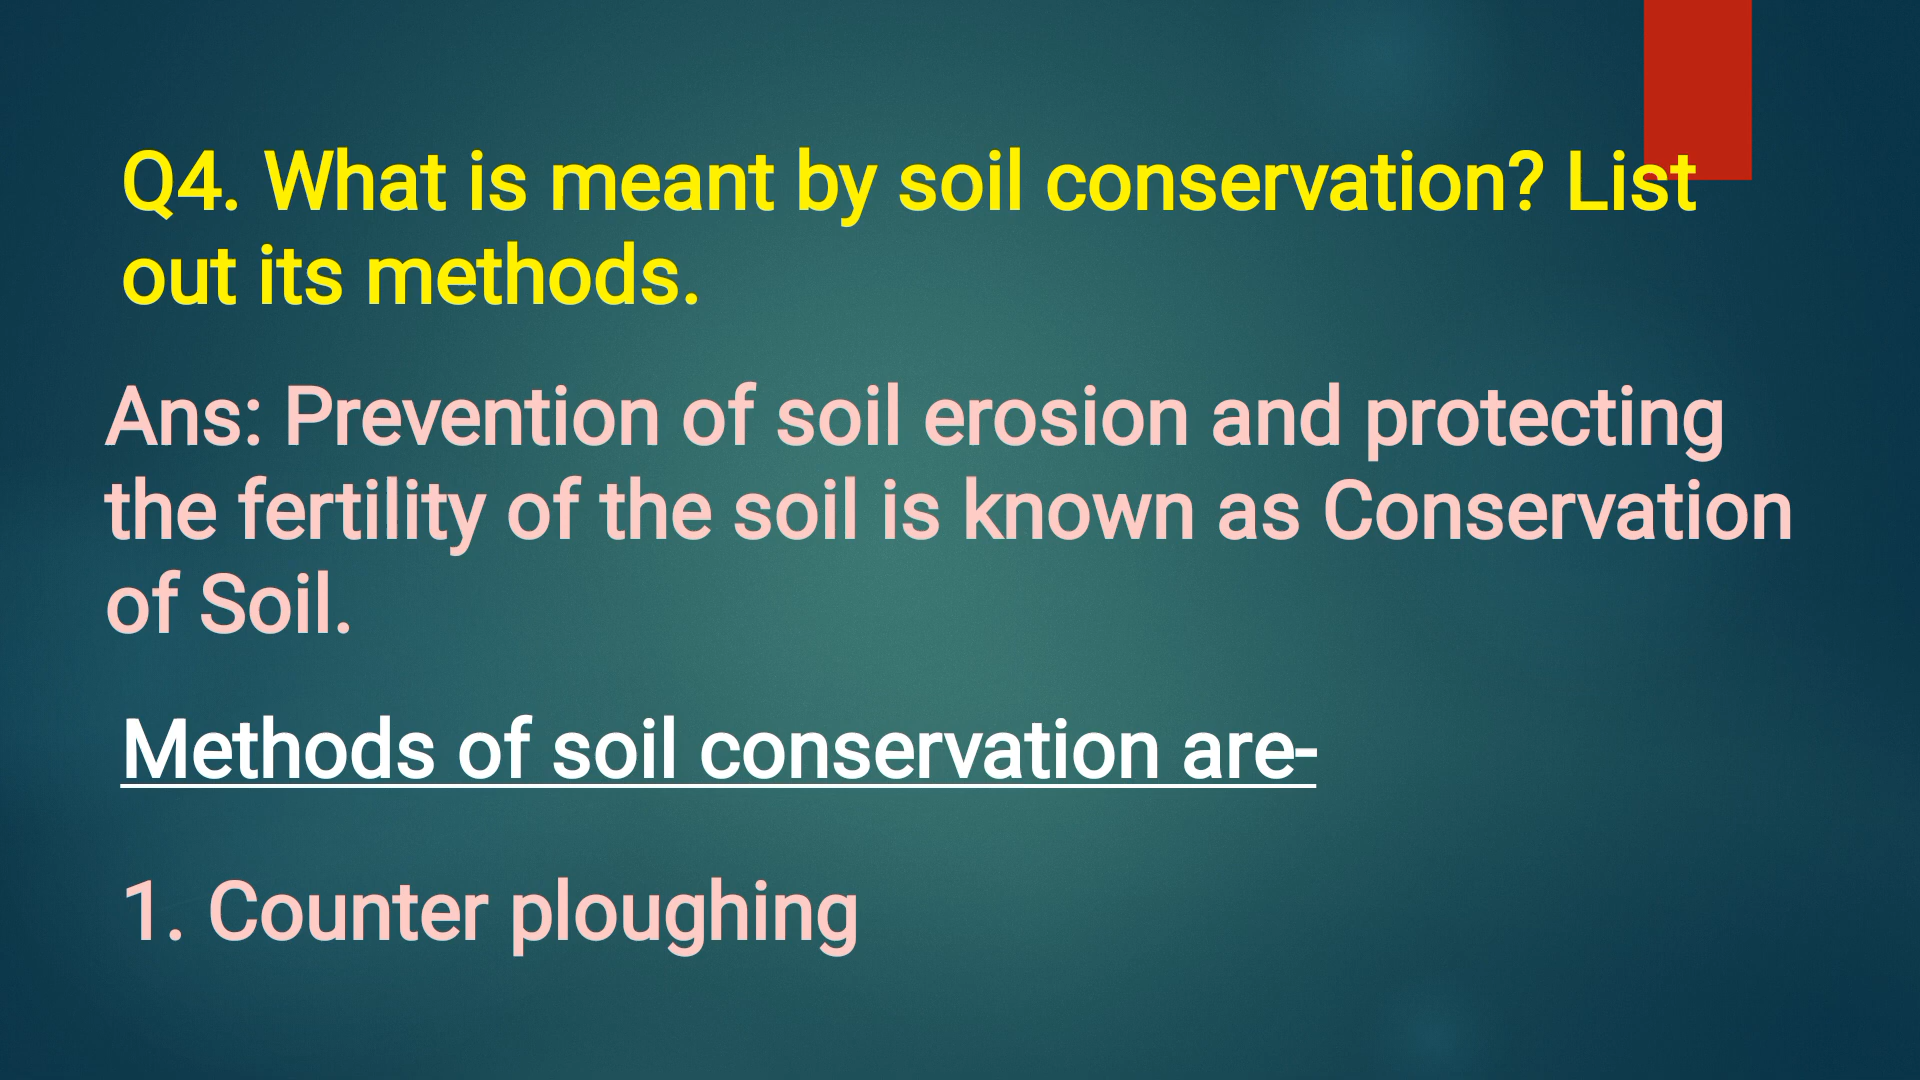 Q4. What is meant by soil conservation? List
out its methods.
Ans: Prevention of soil erosion and protecting
the fertility of the soil is known as Conservation
of Soil.
Methods of soil conservation are-
1. Counter ploughing